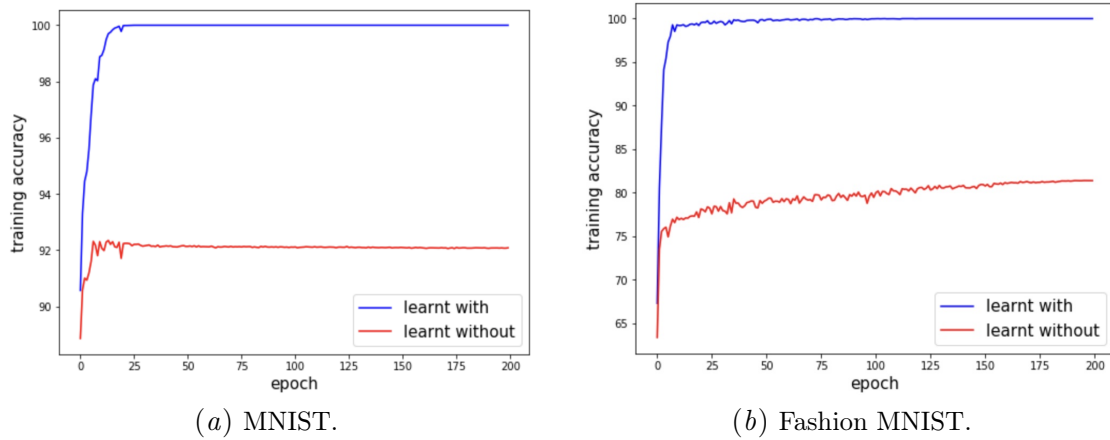 100
98
96
94
92
90
training accuracy
learnt with
learnt without
0 25 50 75 100 125 150 175 200
epoch
(a) MNIST.
100
95
90
85
80
75
70
65
training accuracy
learnt with
learnt without
0 25 50 75 100 125 150 175 200
epoch
(b) Fashion MNIST.